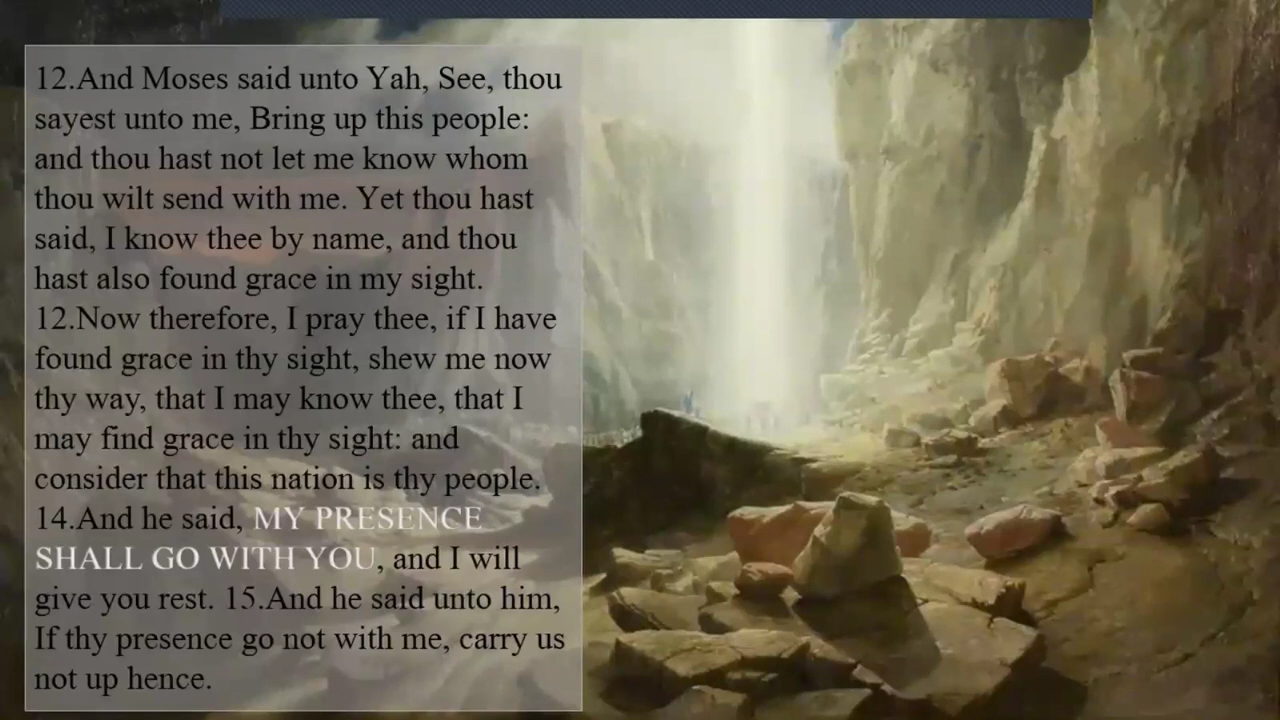 12.And Moses said unto Yah, See, thou
sayest unto me, Bring up this people:
and thou hast not let me know whom
thou wilt send with me. Yet thou hast
said, I know thee by name, and thou
hast also found grace in my sight.
12.Now therefore, I pray thee, if I have
found grace in thy sight, shew me now
thy way, that I may know thee, that I
may find grace in thy sight: and
consider that this nation is thy people.
14.And he said, MY PRESENCE
SHALL GO WITH YOU, and I will
give you rest. 15.And he said unto him,
If thy presence go not with me, carry us
not up hence.